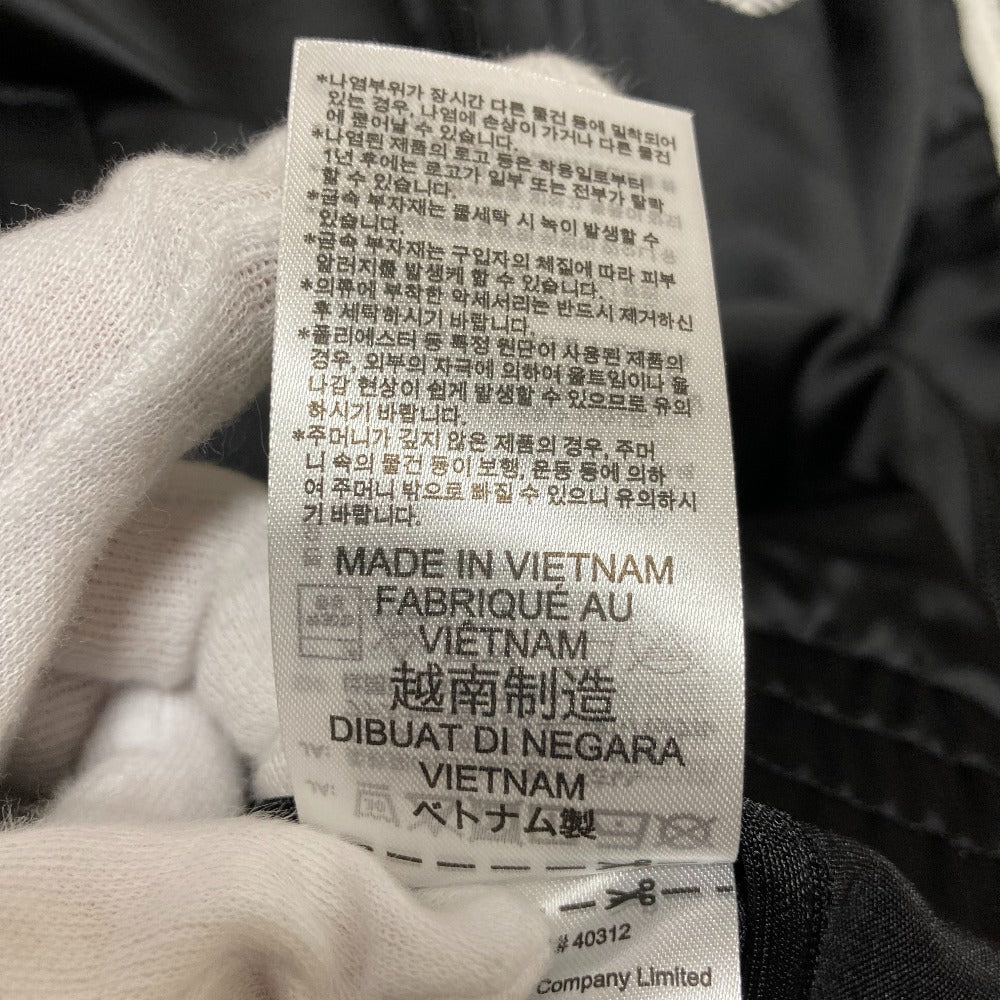 *나염부위가 장시간 다른 물건 등에 밀착되어
있는 경우, 나염에 손상이 가거나 다른 물건
에 묻어날 수 있습니다.
*나염된 제품의 로고 등은 착용일로부터
1년 후에는 로고가 일부 또는 전부가 탈락
할 수 있습니다.
*금속 부자재는 물세탁 시 녹이 발생할 수
있습니다.
*금속 부자재는 구입자의 체질에 따라 피부
알러지를 발생케 할 수 있습니다.
*의류에 부착한 악세서리는 반드시 제거하신
후 세탁하시기 바랍니다.
*폴리에스터 등 특정 원단이 사용된 제품의
경우, 외부의 자극에 의하여 올트임이나 올
나감 현상이 쉽게 발생할 수 있으므로 유의
하시기 바랍니다.
*주머니가 깊지 않은 제품의 경우, 주머
니 속의 물건 등이 보행, 운동 등에 의하
여 주머니 밖으로 빠질 수 있으니 유의하시
기 바랍니다.
MADE IN VIETNAM
FABRIQUÉ AU
VIÊTNAM
越南制造
DIBUAT DI NEGARA
VIETNAM
ベトナム製
# 40312
Company Limited